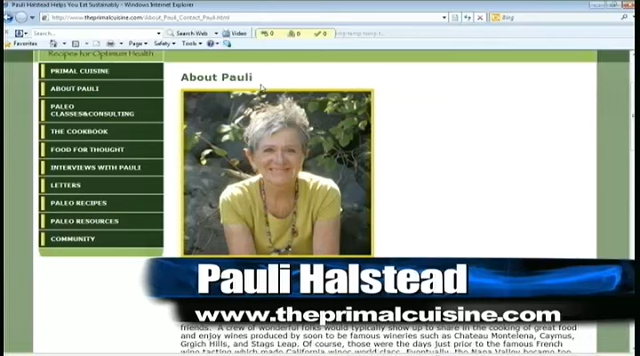 Pauli Halstead Helps You Eat Sustainably - Windows Internet Explorer
http://www.theprimalcuisine.com/About_Pauli_Contact_Pauli.html
Bing
Search Web
Video
Favorites
Safety
Recipes for Optimum Health
PRIMAL CUISINE
ABOUT PAULI
PALEO
CLASSES&CONSULTING
THE COOKBOOK
FOOD FOR THOUGHT
INTERVIEWS WITH PAULI
LETTERS
PALEO RECIPES
PALEO RESOURCES
COMMUNITY
About Pauli
Pauli Halstead
www.theprimalcuisine.com
friends. A crew of wonderful folks would typically show up to share in the cooking of great food
and enjoy wines produced by soon to be famous wineries such as Chateau Montelena, Caymus,
Grgich Hills, and Stags Leap. Of course, those were the days just prior to the famous French
wine tasting which made California wines world class. Eventually, the Napa Valley became too